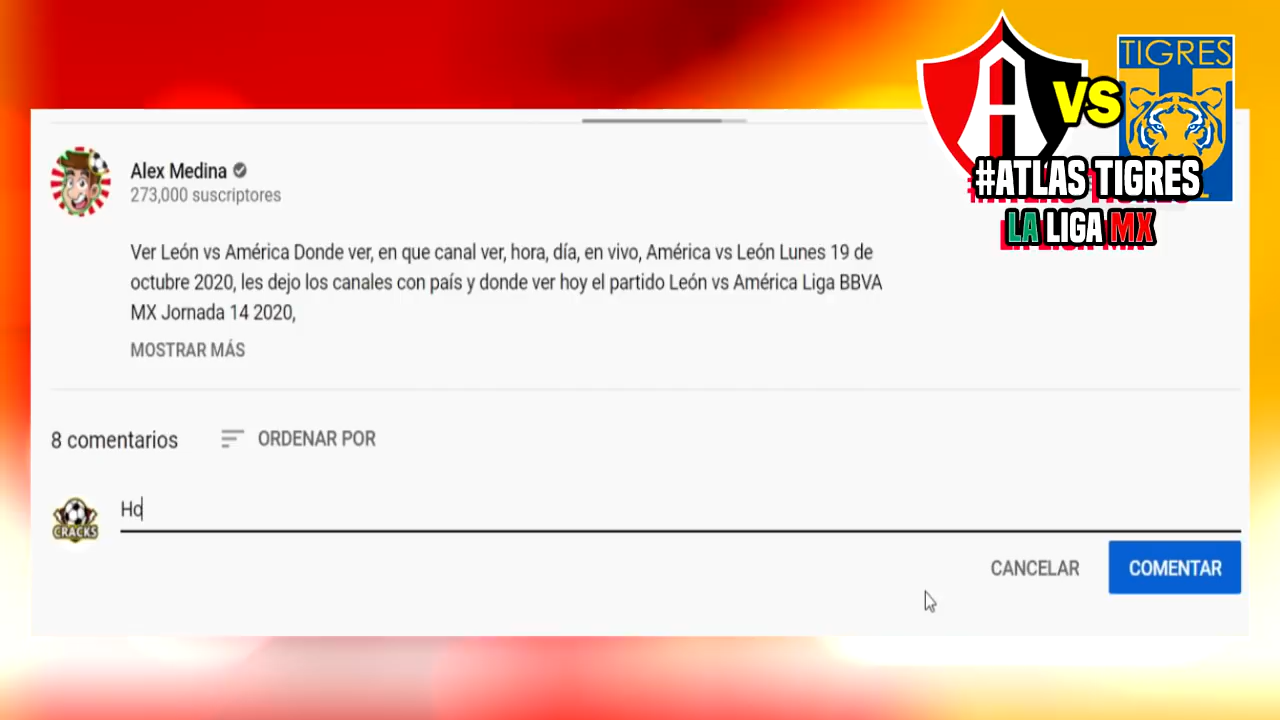 TIGRES
VS
#ATLAS TIGRES
LA LIGA MX
Alex Medina
273,000 suscriptores
Ver León vs América Donde ver, en que canal ver, hora, día, en vivo, América vs León Lunes 19 de
octubre 2020, les dejo los canales con país y donde ver hoy el partido León vs América Liga BBVA
MX Jornada 14 2020,
MOSTRAR MÁS
8 comentarios
ORDENAR POR
CRACKS
Ho
CANCELAR
COMENTAR